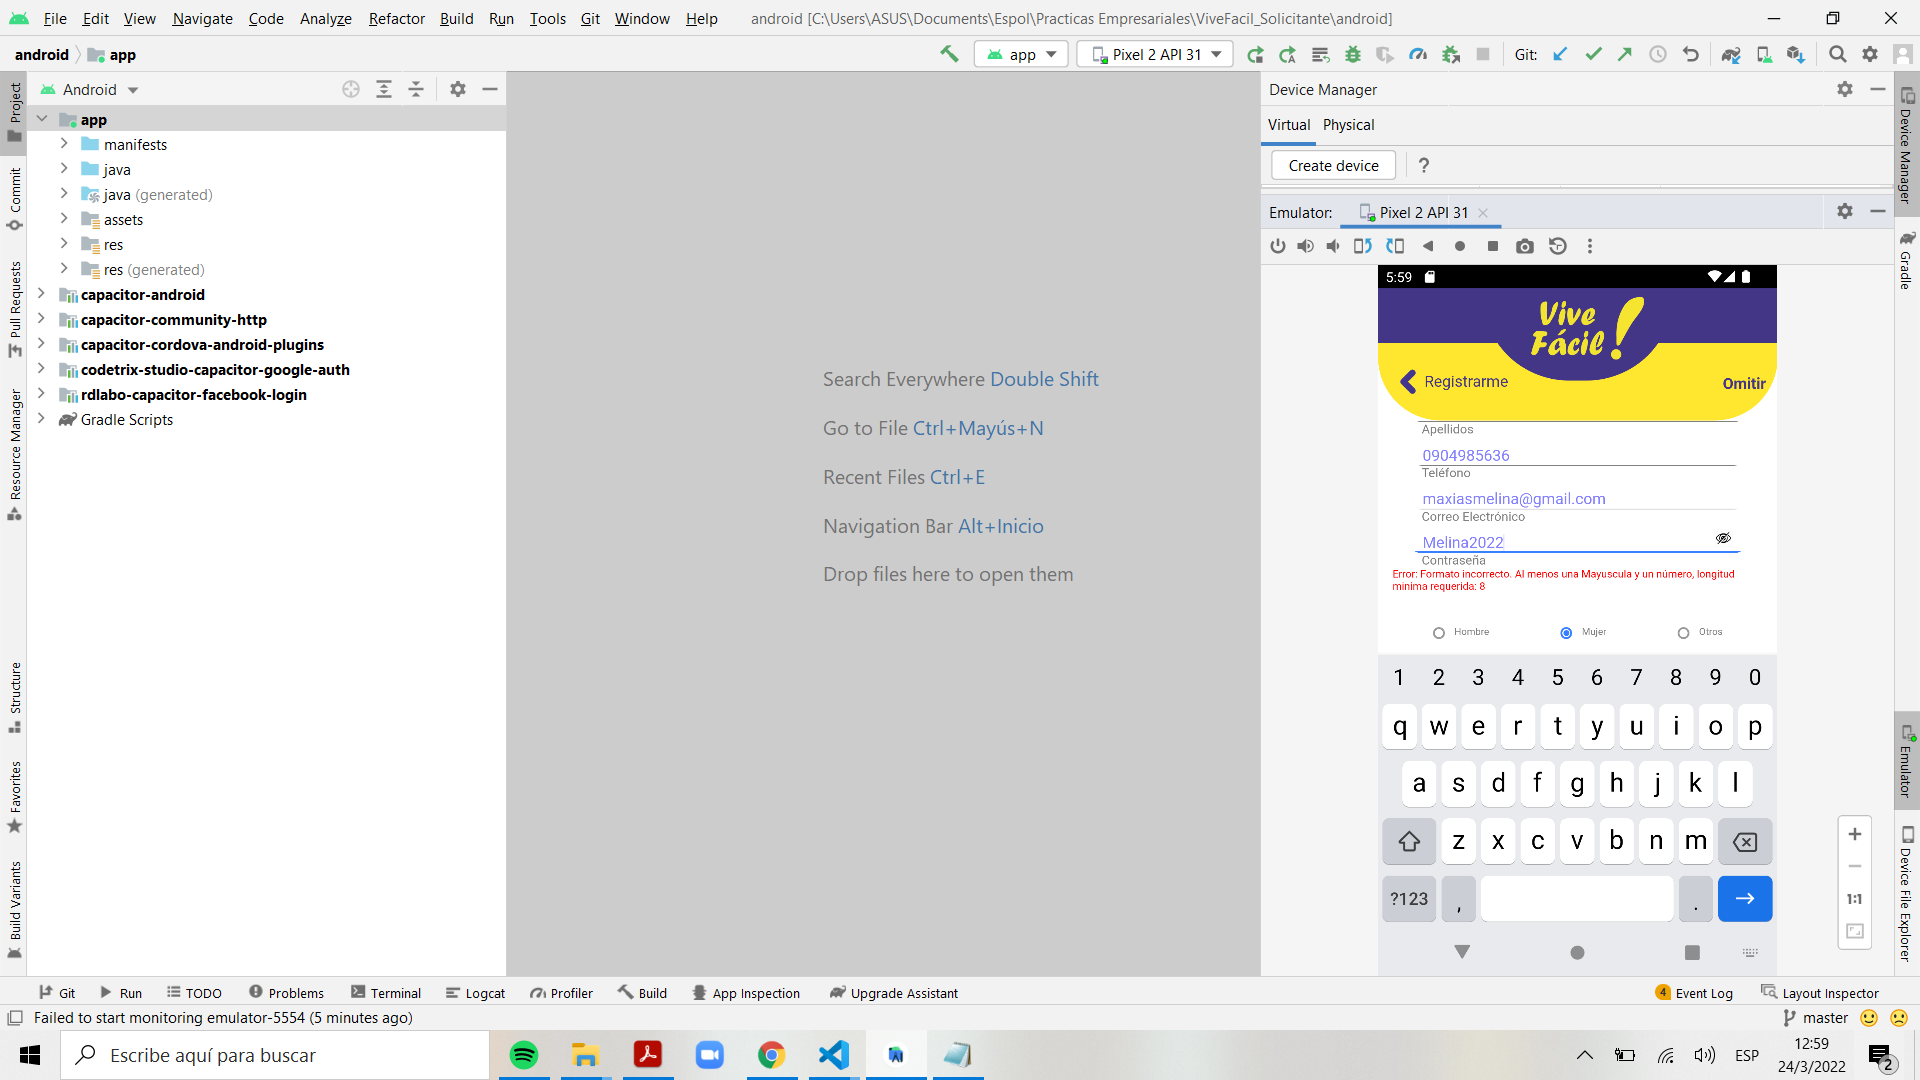 File Edit View Navigate Code Analyze Refactor Build Run Tools Git Window Help android [C:\Users\ASUS\Documents\Espol\Practicas Empresariales\ViveFacil_Solicitante\android]
android app
app Pixel 2 API 31 Git:
Project
Commit
Pull Requests
Resource Manager
Structure
Favorites
Build Variants
Android
app
manifests
java
java (generated)
assets
res
res (generated)
capacitor-android
capacitor-community-http
capacitor-cordova-android-plugins
codetrix-studio-capacitor-google-auth
rdlabo-capacitor-facebook-login
Gradle Scripts
Search Everywhere Double Shift
Go to File Ctrl+Mayús+N
Recent Files Ctrl+E
Navigation Bar Alt+Inicio
Drop files here to open them
Device Manager
Virtual Physical
Create device ?
Emulator: Pixel 2 API 31
5:59
Vive
Fácil!
Registrarme
Omitir
Apellidos
0904985636
Teléfono
maxiasmelina@gmail.com
Correo Electrónico
Melina2022
Contraseña
Error: Formato incorrecto. Al menos una Mayuscula y un número, longitud
minima requerida: 8
Hombre Mujer Otros
1 2 3 4 5 6 7 8 9 0
q w e r t y u i o p
a s d f g h j k l
z x c v b n m
?123 , .
1:1
Device Manager
Gradle
Emulator
Device File Explorer
Git Run TODO Problems Terminal Logcat Profiler Build App Inspection Upgrade Assistant 4 Event Log Layout Inspector
Failed to start monitoring emulator-5554 (5 minutes ago) master
Escribe aquí para buscar
ESP
12:59
24/3/2022
2